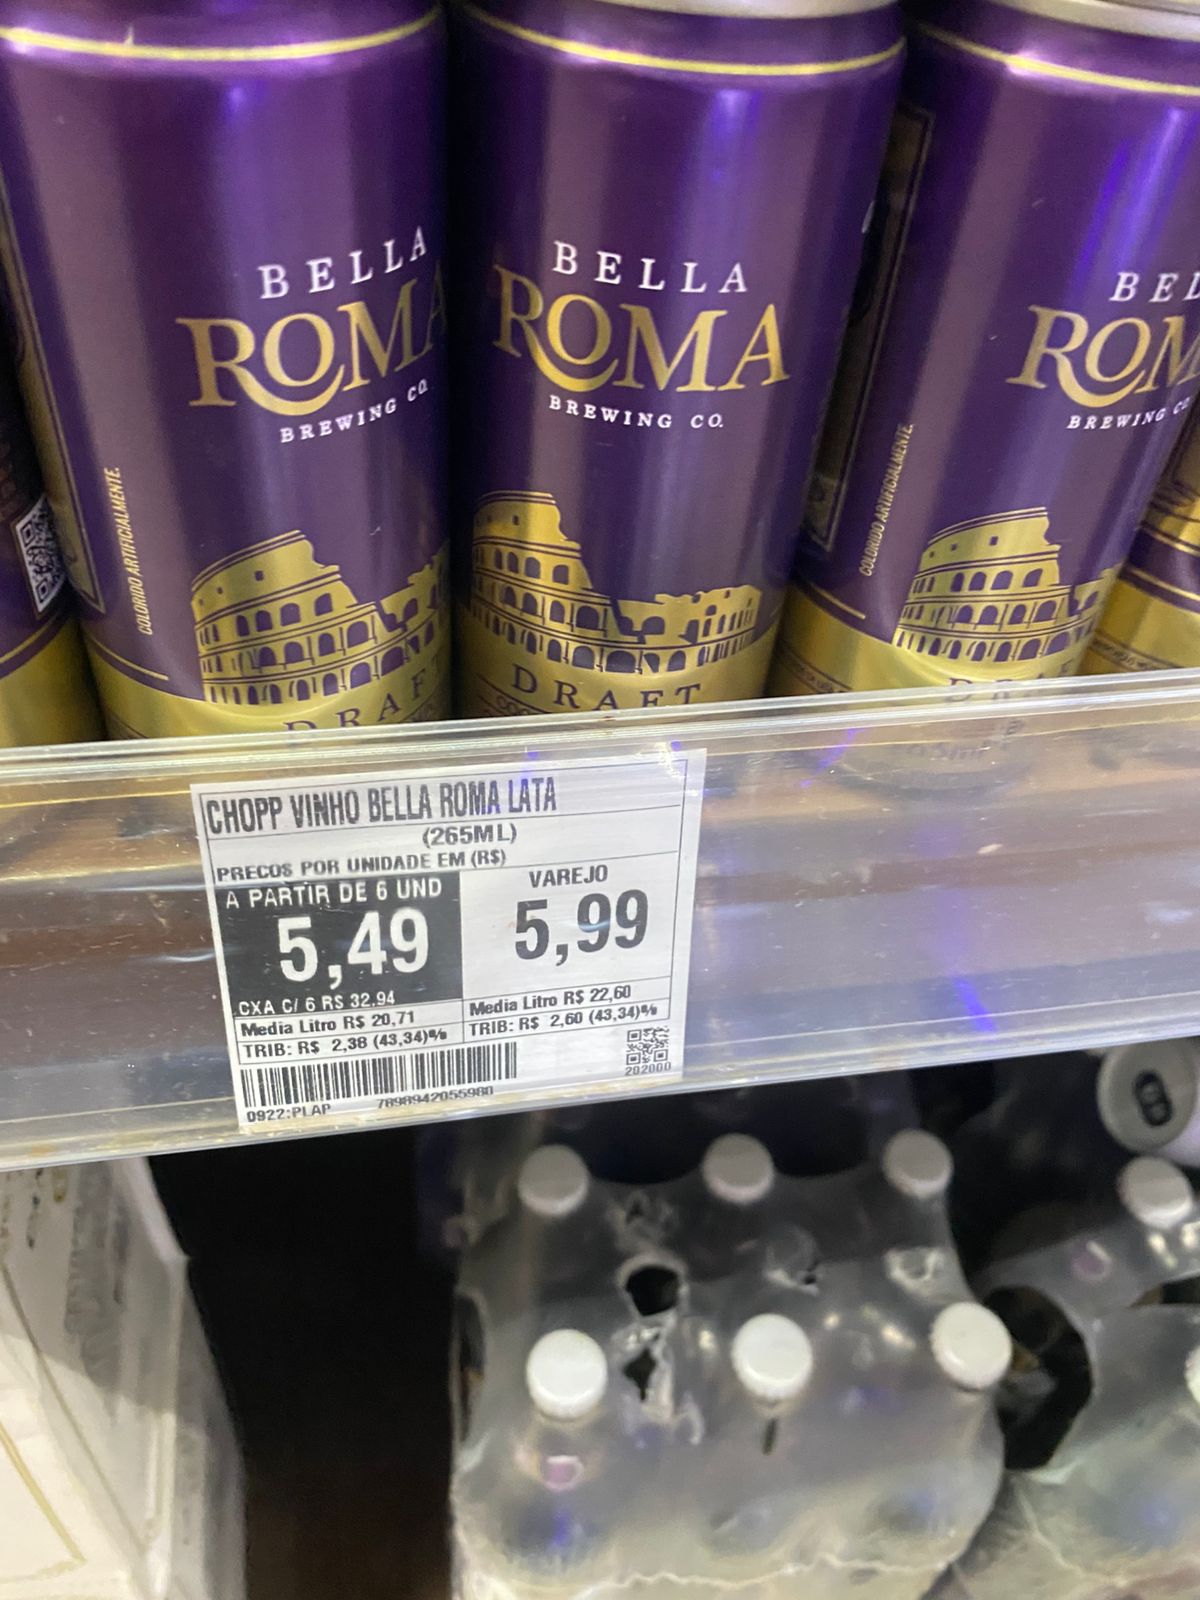 BELLA
ROMA
BREWING CO.
COLORIDO ARTIFICIALMENTE.
DRAFT
BELLA
ROMA
BREWING CO.
DRAFT
BREWING
COLORIDO ARTIFICIALMENTE.
CHOPP VINHO BELLA ROMA LATA
(265ML)
PRECOS POR UNIDADE EM (R$)
A PARTIR DE 6 UND
5,49
CXA C/ 6 R$ 32.94
Media Litro R$ 20,71
TRIB: R$ 2,38 (43,34)%
VAREJO
5,99
Media Litro R$ 22,60
TRIB: R$ 2,60 (43,34)%
0922:PLAP
7898942055980
202000